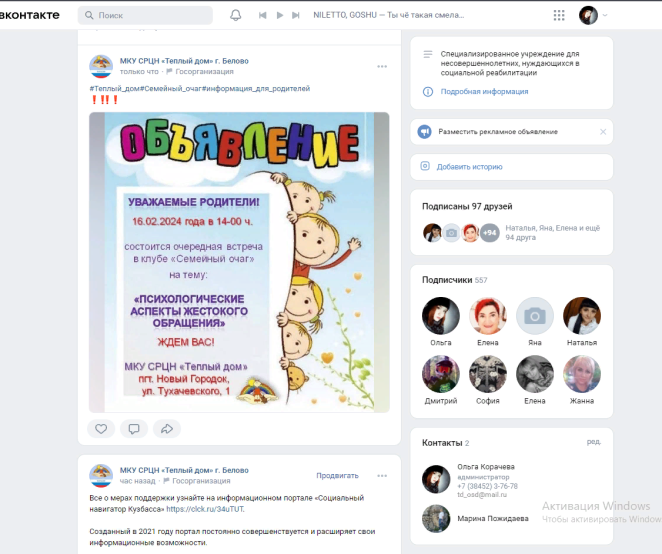 вконтакте
Поиск
NILETTO, GOSHU — Ты чё такая смела...
МКУ СРЦН «Теплый дом» г. Белово
только что · Госорганизация
#Теплый_дом#Семейный_очаг#информация_для_родителей
❗‼❗
ОБЪЯВЛЕНИЕ
УВАЖАЕМЫЕ РОДИТЕЛИ!
16.02.2024 года в 14-00 ч.
состоится очередная встреча
в клубе «Семейный очаг»
на тему:
«ПСИХОЛОГИЧЕСКИЕ
АСПЕКТЫ ЖЕСТОКОГО
ОБРАЩЕНИЯ»
ЖДЕМ ВАС!
МКУ СРЦН «Теплый дом»
пгт. Новый Городок,
ул. Тухачевского, 1
МКУ СРЦН «Теплый дом» г. Белово
час назад · Госорганизация
Продвигать
Все о мерах поддержки узнайте на информационном портале «Социальный
навигатор Кузбасса» https://clck.ru/34uTUT.
Созданный в 2021 году портал постоянно совершенствуется и расширяет свои
информационные возможности.
Специализированное учреждение для
несовершеннолетних, нуждающихся в
социальной реабилитации
Подробная информация
Разместить рекламное объявление
Добавить историю
Подписаны 97 друзей
+94
Наталья, Яна, Елена и ещё
94 друга
Подписчики 557
Ольга Елена Яна Наталья
Дмитрий София Елена Жанна
Контакты 2
ред.
Ольга Корачева
администратор
+7 (38452) 3-76-78
td_osd@mail.ru
Марина Пожидаева
Активация Windows
Чтобы активировать Window